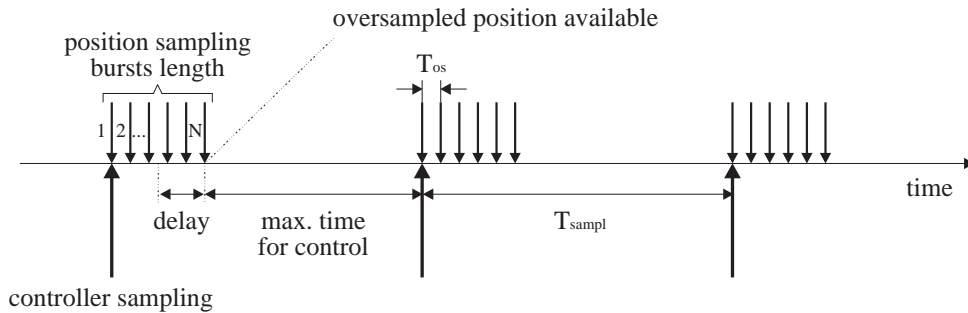 oversampled position available
position sampling
bursts length
Tos
1 2 ... N
time
delay
max. time
for control
Tsampl
controller sampling